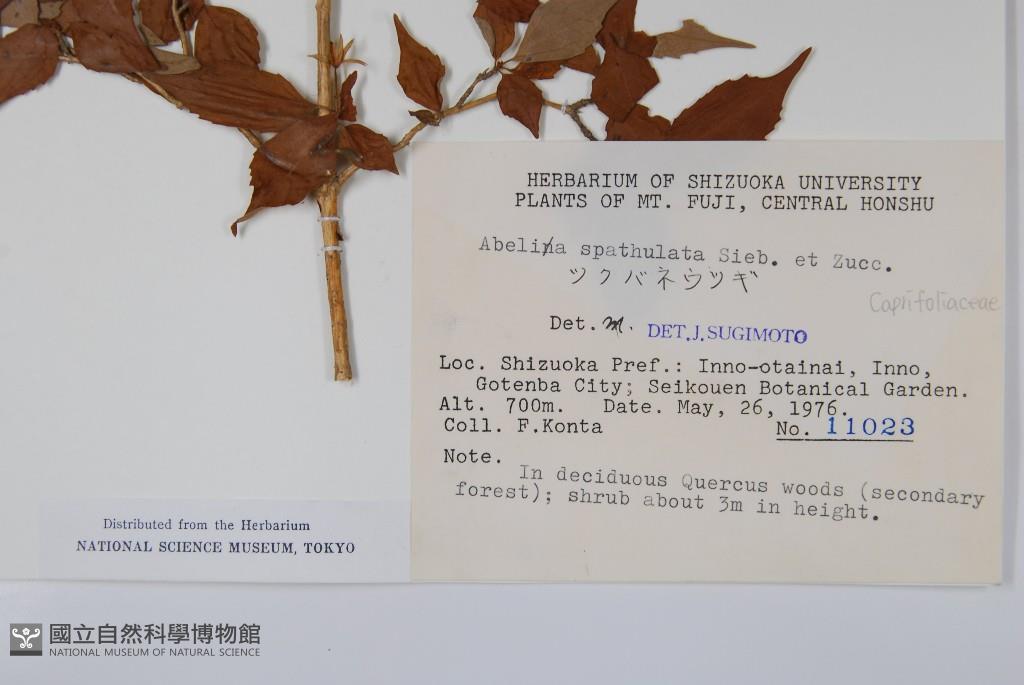 HERBARIUM OF SHIZUOKA UNIVERSITY
PLANTS OF MT. FUJI, CENTRAL HONSHU
Abelia spathulata Sieb. et Zucc.
ツクバネウツギ
Caprifoliaceae
Det. M. DET. J. SUGIMOTO
Loc. Shizuoka Pref.: Inno-otainai, Inno,
Gotenba City; Seikouen Botanical Garden.
Alt. 700m. Date. May, 26, 1976.
Coll. F.Konta No. 11023
Note.
In deciduous Quercus woods (secondary
forest); shrub about 3m in height.
Distributed from the Herbarium
NATIONAL SCIENCE MUSEUM, TOKYO
國立自然科學博物館
NATIONAL MUSEUM OF NATURAL SCIENCE